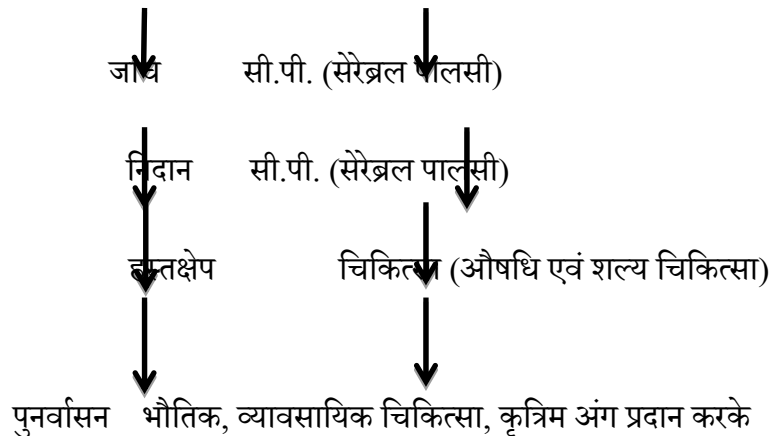 जांच सी.पी. (सेरेब्रल पालसी)
निदान सी.पी. (सेरेब्रल पालसी)
हस्तक्षेप चिकित्सा (औषधि एवं शल्य चिकित्सा)
पुनर्वासन भौतिक, व्यावसायिक चिकित्सा, कृत्रिम अंग प्रदान करके